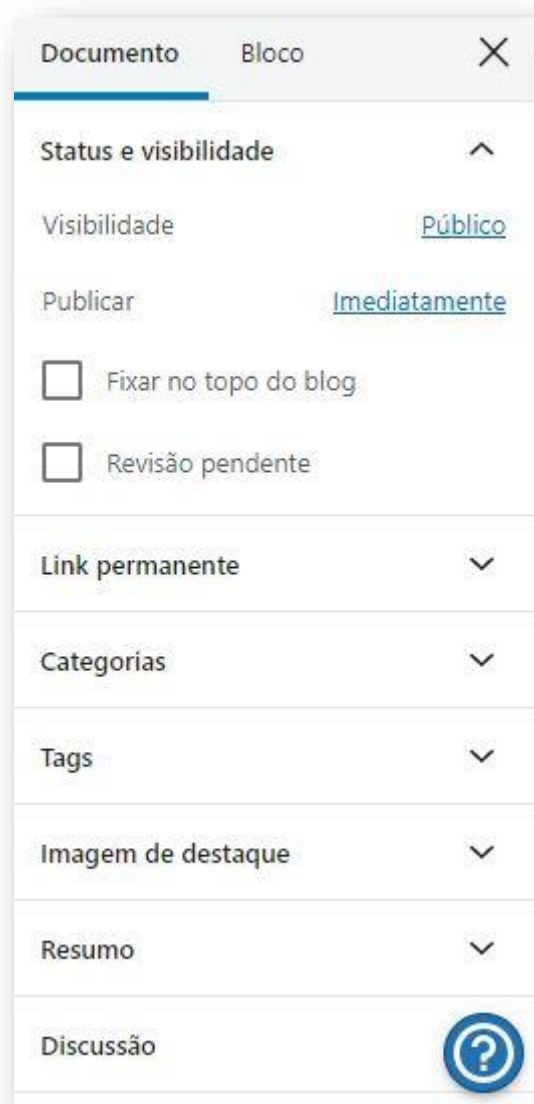 Documento Bloco
Status e visibilidade
Visibilidade Público
Publicar Imediatamente
Fixar no topo do blog
Revisão pendente
Link permanente
Categorias
Tags
Imagem de destaque
Resumo
Discussão